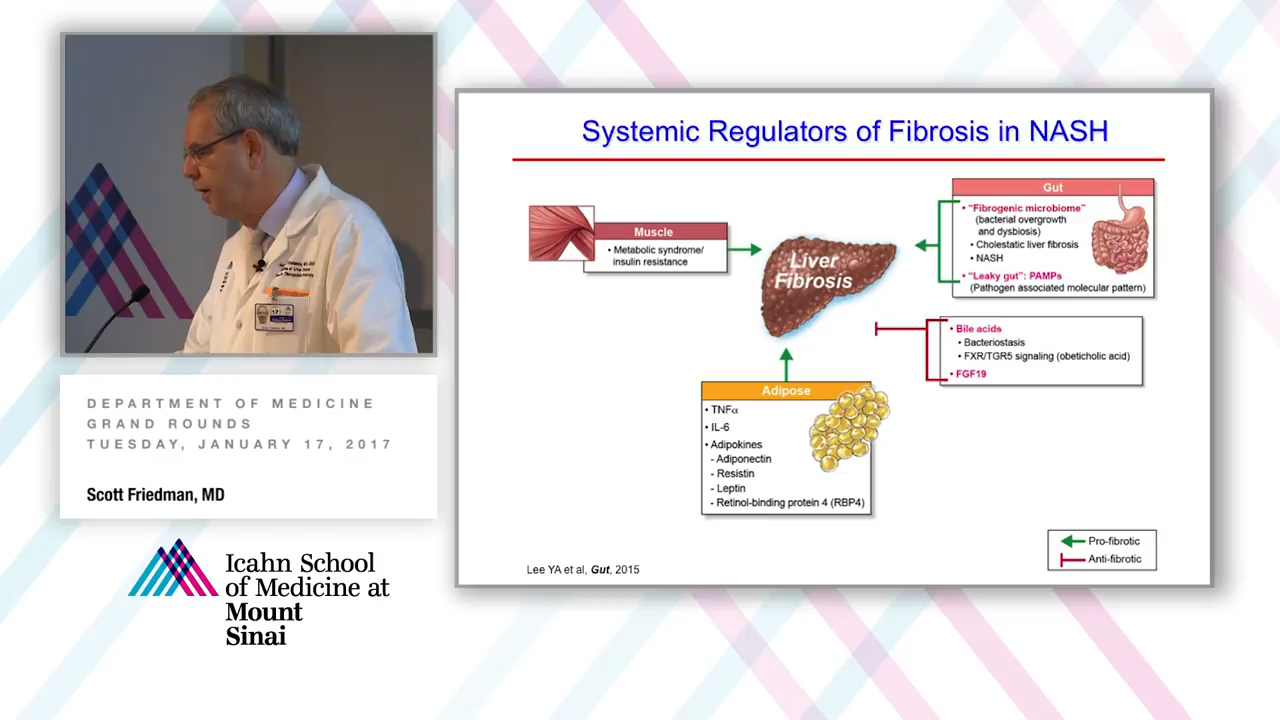 DEPARTMENT OF MEDICINE
GRAND ROUNDS
TUESDAY, JANUARY 17, 2017
Scott Friedman, MD
Icahn School
of Medicine at
Mount
Sinai
Systemic Regulators of Fibrosis in NASH
Muscle
• Metabolic syndrome/
insulin resistance
Liver
Fibrosis
Gut
• “Fibrogenic microbiome”
(bacterial overgrowth
and dysbiosis)
• Cholestatic liver fibrosis
• NASH
• “Leaky gut”: PAMPs
(Pathogen associated molecular pattern)
• Bile acids
• Bacteriostasis
• FXR/TGR5 signaling (obeticholic acid)
• FGF19
Adipose
• TNFα
• IL-6
• Adipokines
- Adiponectin
- Resistin
- Leptin
- Retinol-binding protein 4 (RBP4)
Pro-fibrotic
Anti-fibrotic
Lee YA et al, Gut, 2015